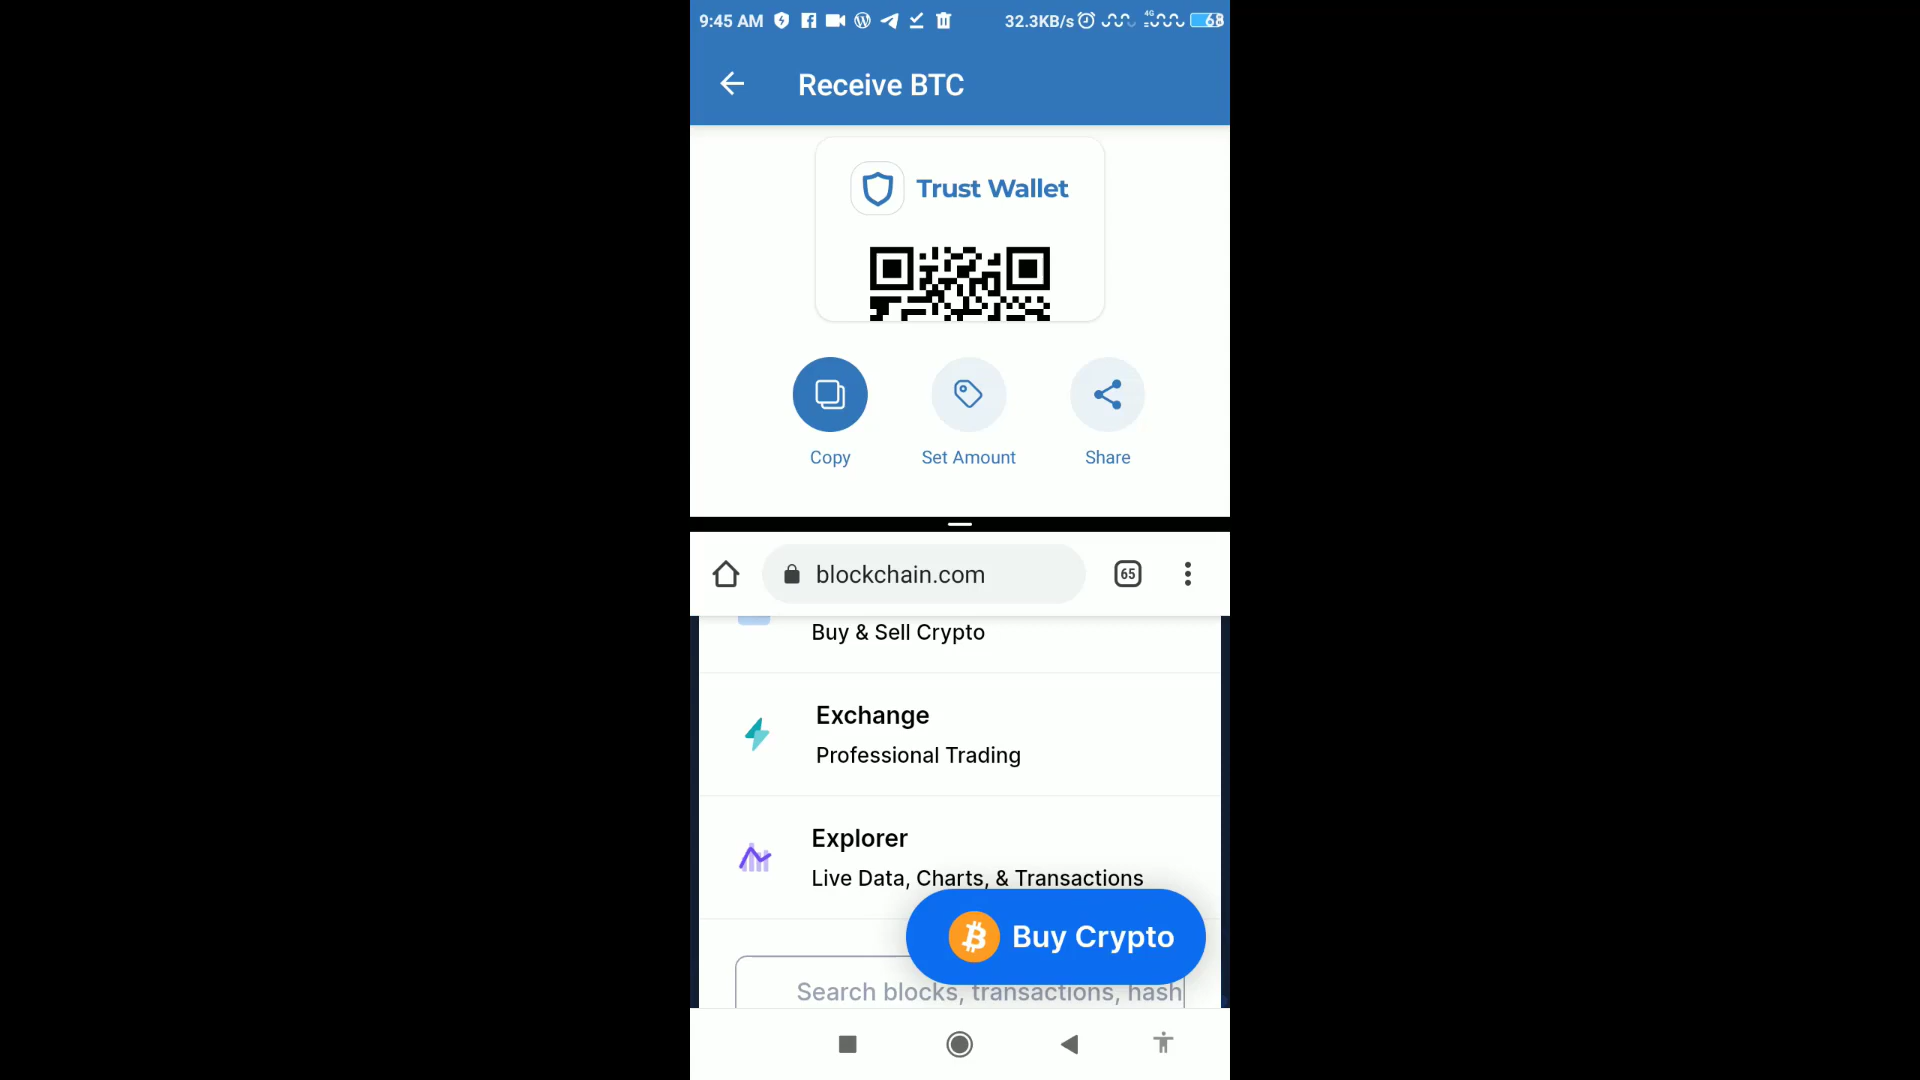 9:45 AM 32.3KB/s 4G 68
Receive BTC
Trust Wallet
Copy Set Amount Share
blockchain.com 65
Buy & Sell Crypto
Exchange
Professional Trading
Explorer
Live Data, Charts, & Transactions
Buy Crypto
Search blocks, transactions, hash